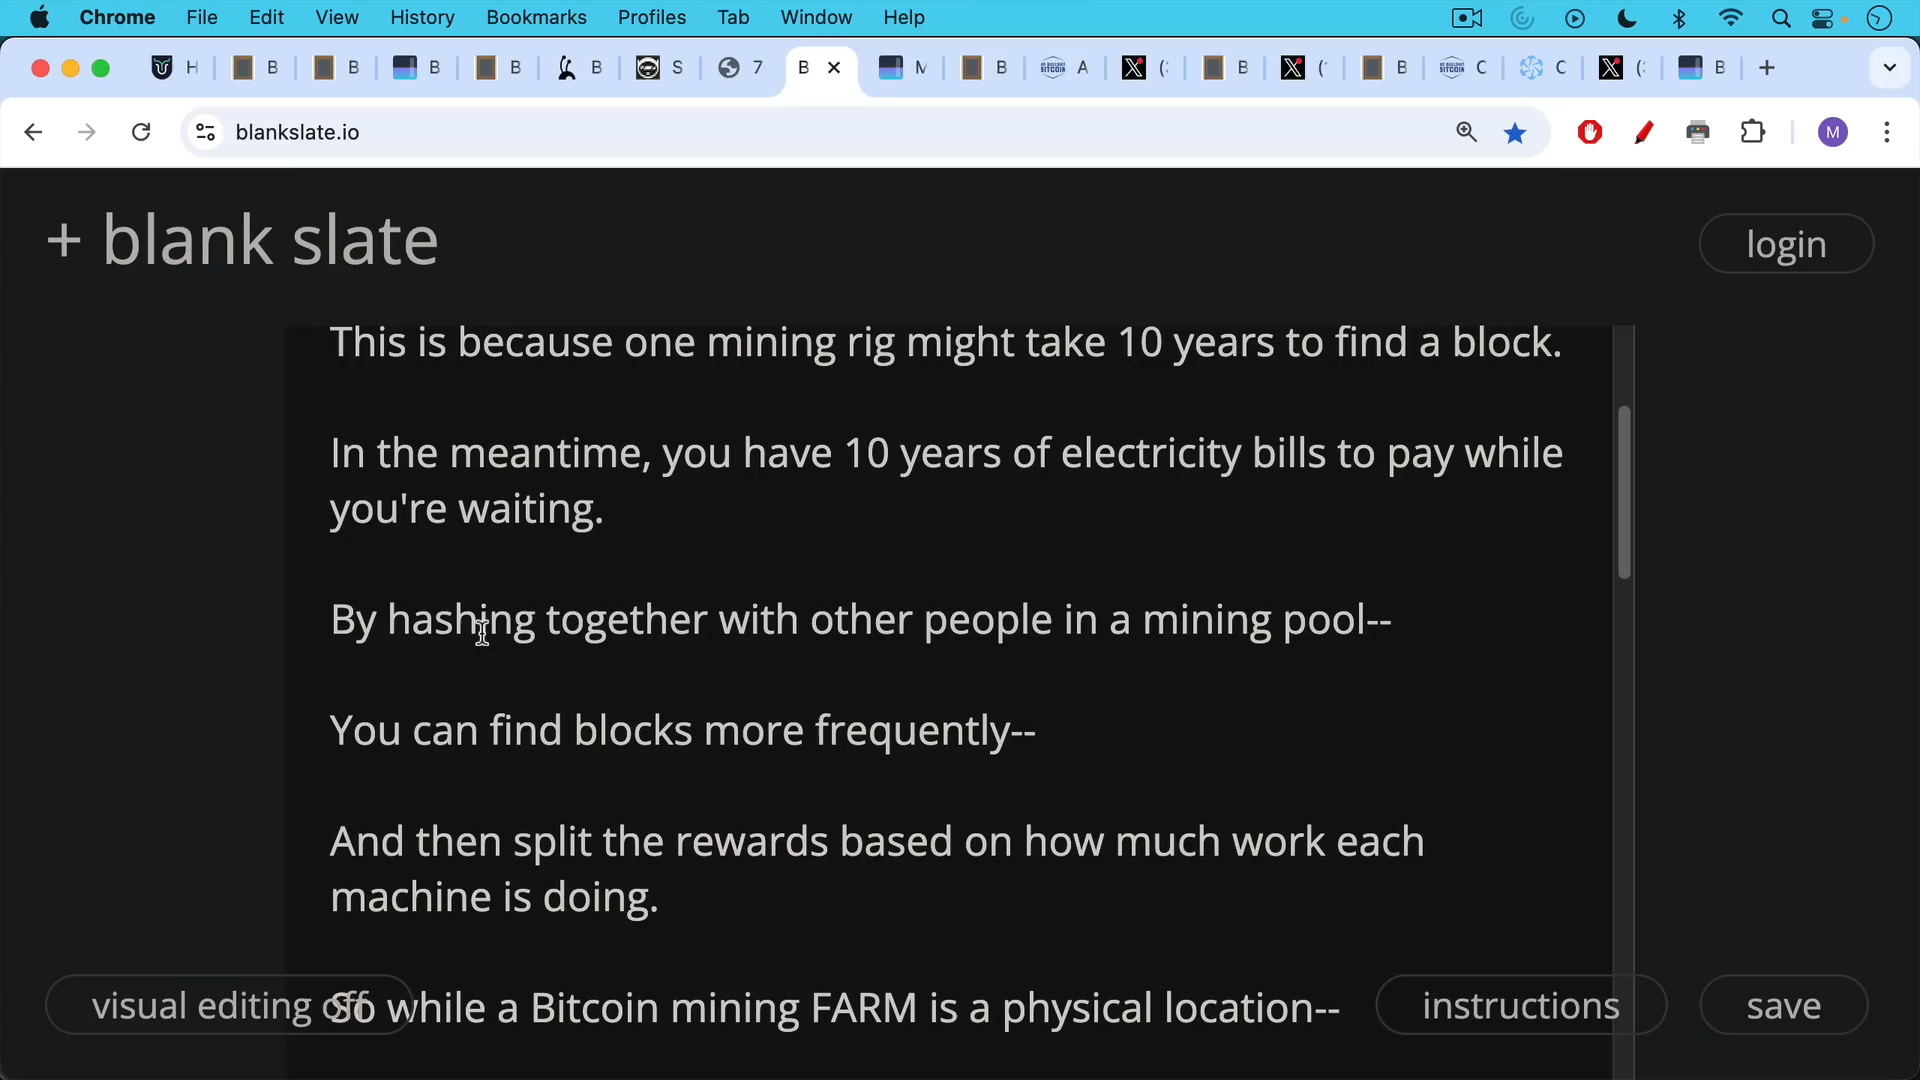 Chrome File Edit View History Bookmarks Profiles Tab Window Help
H B B B B B S 7 B M B A ( B ( B C C ( B
blankslate.io
M
+ blank slate
login
This is because one mining rig might take 10 years to find a block.
In the meantime, you have 10 years of electricity bills to pay while
you're waiting.
By hashing together with other people in a mining pool--
You can find blocks more frequently--
And then split the rewards based on how much work each
machine is doing.
So while a Bitcoin mining FARM is a physical location--
visual editing off
instructions
save